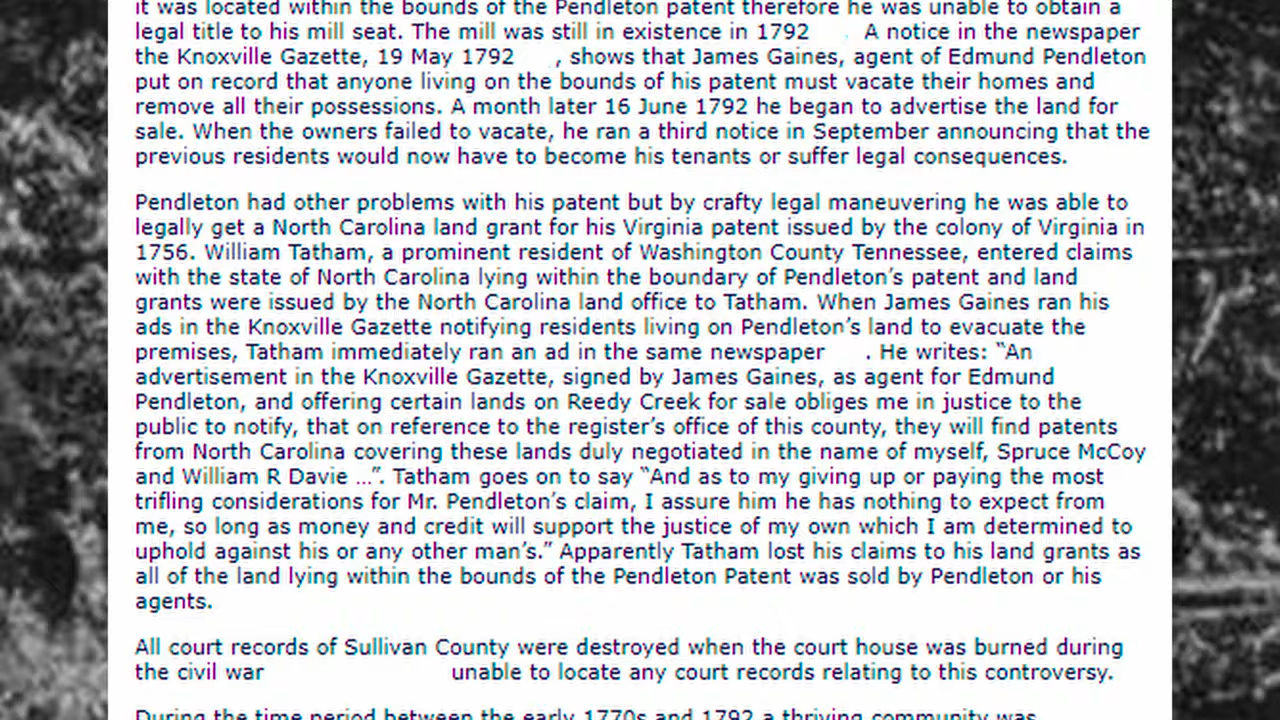 it was located within the bounds of the Pendleton patent therefore he was unable to obtain a
legal title to his mill seat. The mill was still in existence in 1792 . A notice in the newspaper
the Knoxville Gazette, 19 May 1792 , shows that James Gaines, agent of Edmund Pendleton
put on record that anyone living on the bounds of his patent must vacate their homes and
remove all their possessions. A month later 16 June 1792 he began to advertise the land for
sale. When the owners failed to vacate, he ran a third notice in September announcing that the
previous residents would now have to become his tenants or suffer legal consequences.
Pendleton had other problems with his patent but by crafty legal maneuvering he was able to
legally get a North Carolina land grant for his Virginia patent issued by the colony of Virginia in
1756. William Tatham, a prominent resident of Washington County Tennessee, entered claims
with the state of North Carolina lying within the boundary of Pendleton’s patent and land
grants were issued by the North Carolina land office to Tatham. When James Gaines ran his
ads in the Knoxville Gazette notifying residents living on Pendleton’s land to evacuate the
premises, Tatham immediately ran an ad in the same newspaper . He writes: “An
advertisement in the Knoxville Gazette, signed by James Gaines, as agent for Edmund
Pendleton, and offering certain lands on Reedy Creek for sale obliges me in justice to the
public to notify, that on reference to the register’s office of this county, they will find patents
from North Carolina covering these lands duly negotiated in the name of myself, Spruce McCoy
and William R Davie …”. Tatham goes on to say “And as to my giving up or paying the most
trifling considerations for Mr. Pendleton’s claim, I assure him he has nothing to expect from
me, so long as money and credit will support the justice of my own which I am determined to
uphold against his or any other man’s.” Apparently Tatham lost his claims to his land grants as
all of the land lying within the bounds of the Pendleton Patent was sold by Pendleton or his
agents.
All court records of Sullivan County were destroyed when the court house was burned during
the civil war unable to locate any court records relating to this controversy.
During the time period between the early 1770s and 1792 a thriving community was